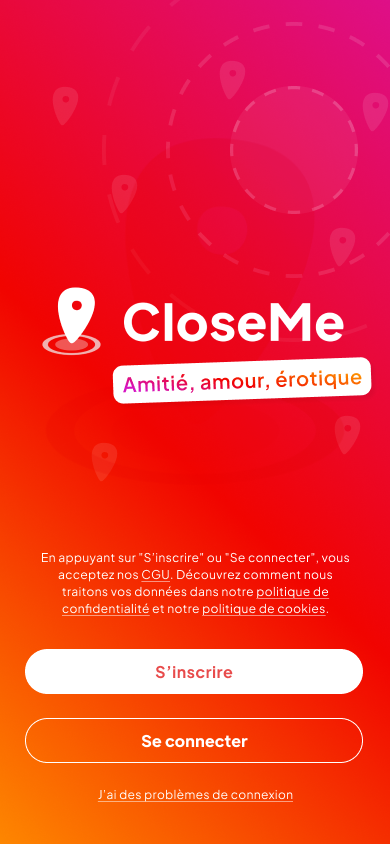 CloseMe
Amitié, amour, érotique
En appuyant sur "S'inscrire" ou "Se connecter", vous
acceptez nos CGU. Découvrez comment nous
traitons vos données dans notre politique de
confidentialité et notre politique de cookies.
S'inscrire
Se connecter
J'ai des problèmes de connexion